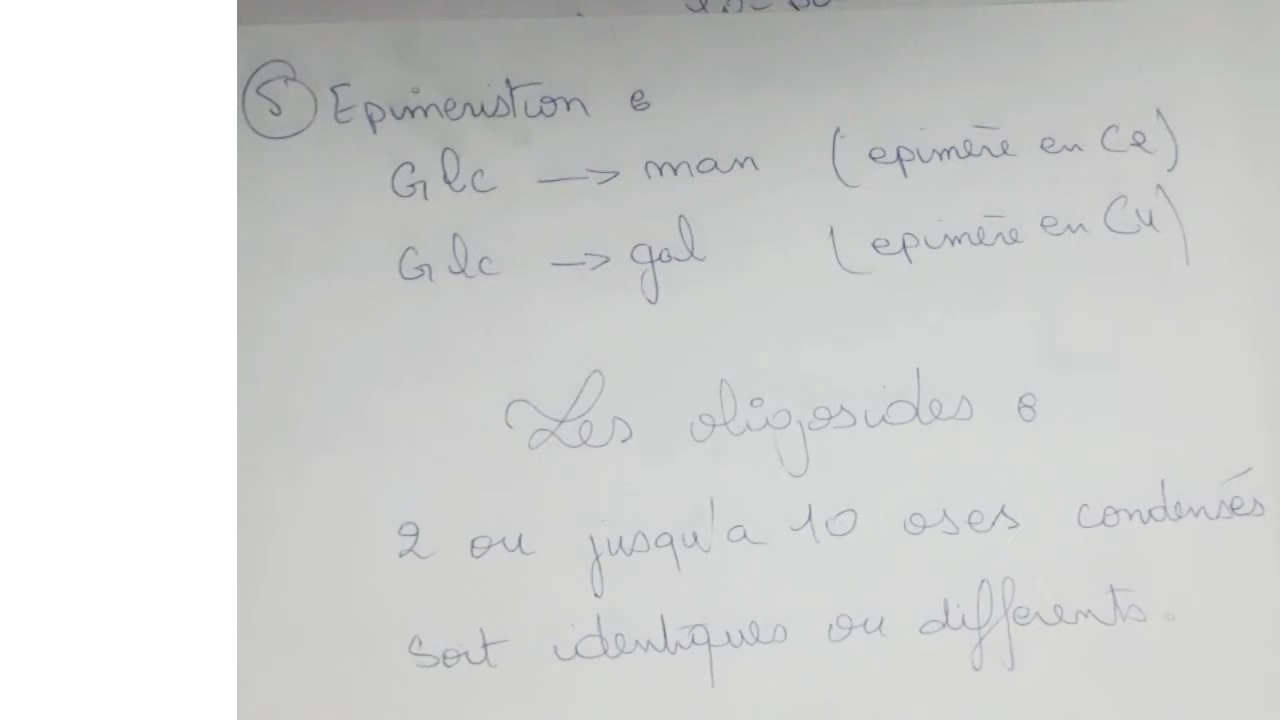 5 Epimeristion :
Glc → man (epimère en C2)
Glc → gal (epimère en C4)
Les oligosides :
2 ou jusqu'a 10 oses condensés
soit identiques ou differents.